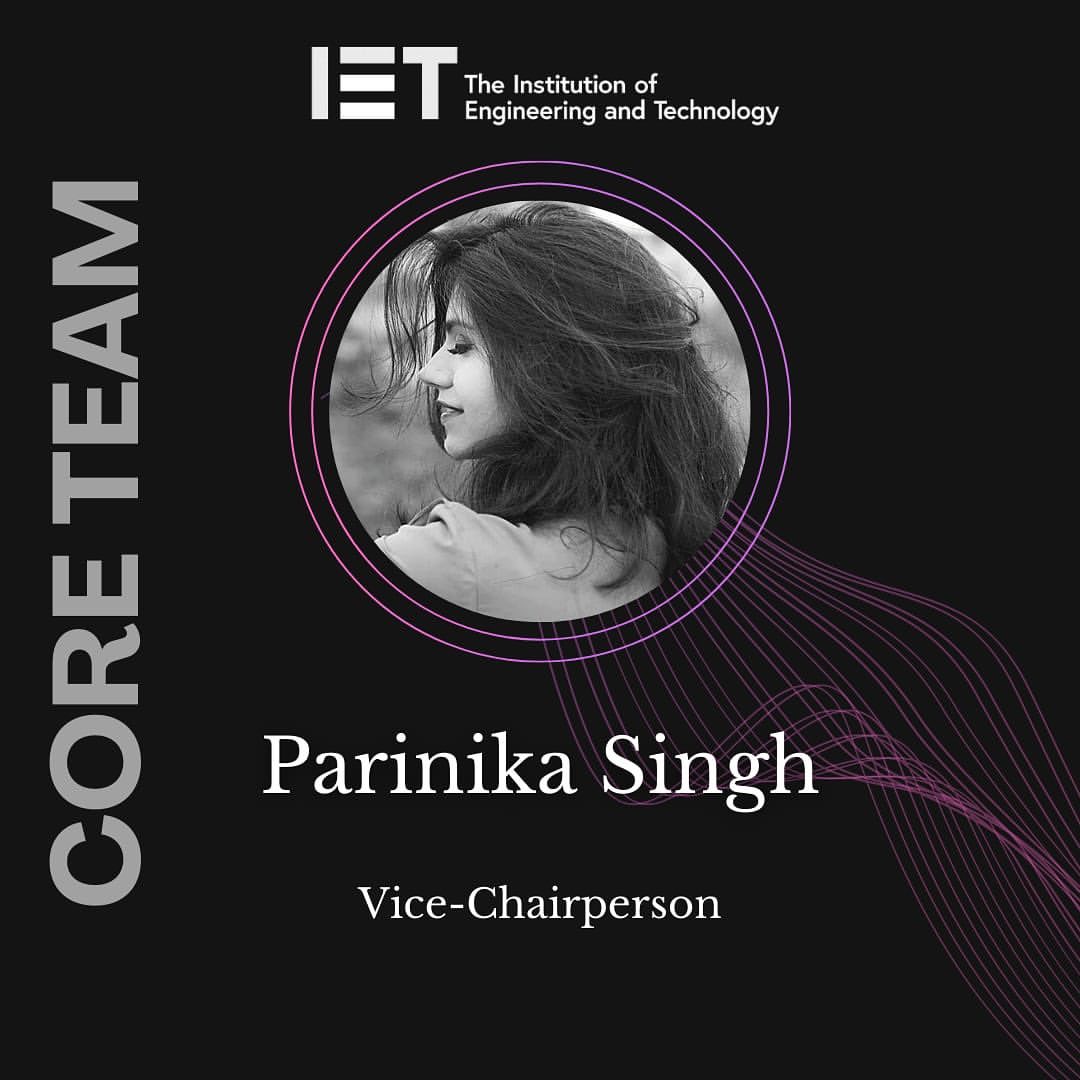 IET
The Institution of
Engineering and Technology
CORE TEAM
Parinika Singh
Vice-Chairperson